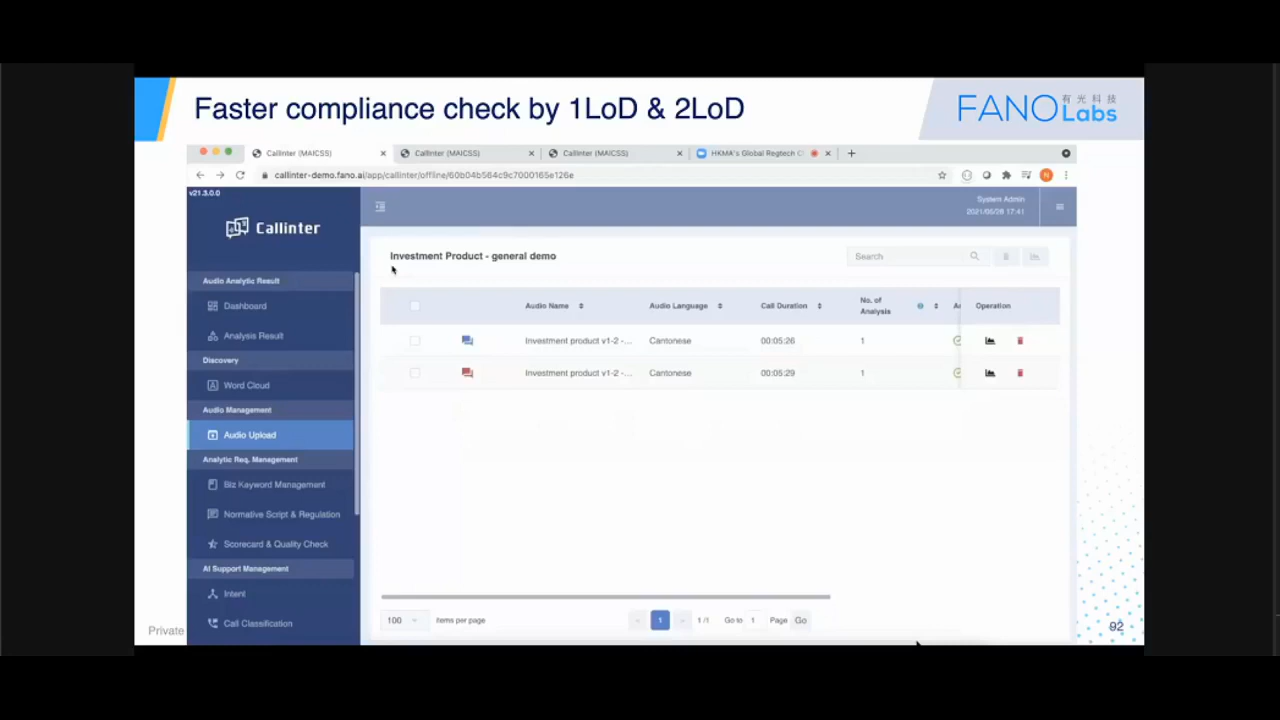 Faster compliance check by 1LoD & 2LoD
FANO 有光科技
Labs
Callinter (MAICSS)
Callinter (MAICSS)
Callinter (MAICSS)
HKMA's Global Regtech C
callinter-demo.fano.ai/app/callinter/offline/60b04b564c9c7000165e126e
N
v21.3.0.0
Callinter
System Admin
2021/05/28 17:41
Audio Analytic Result
Dashboard
Analysis Result
Discovery
Word Cloud
Audio Management
Audio Upload
Analytic Req. Management
Biz Keyword Management
Normative Script & Regulation
Scorecard & Quality Check
AI Support Management
Intent
Call Classification
Investment Product - general demo
Search
Audio Name Audio Language Call Duration No. of Analysis Operation
Investment product v1-2 -... Cantonese 00:05:26 1
Investment product v1-2 -... Cantonese 00:05:29 1
100 items per page 1 1/1 Go to 1 Page Go
Private
92